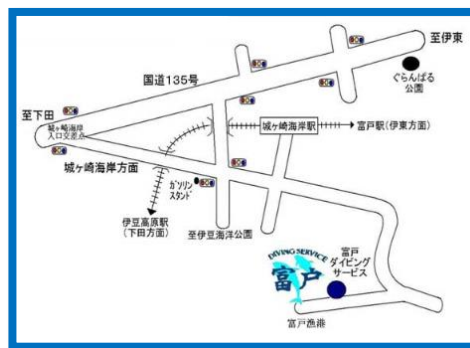 至伊東
国道135号
ぐらんぱる
公園
至下田
城ヶ崎海岸
入口交差点
城ヶ崎海岸駅
富戸駅(伊東方面)
城ヶ崎海岸方面
ガソリン
スタンド
伊豆高原駅
(下田方面)
至伊豆海洋公園
DIVING SERVICE
富戸
富戸
ダイビング
サービス
富戸漁港